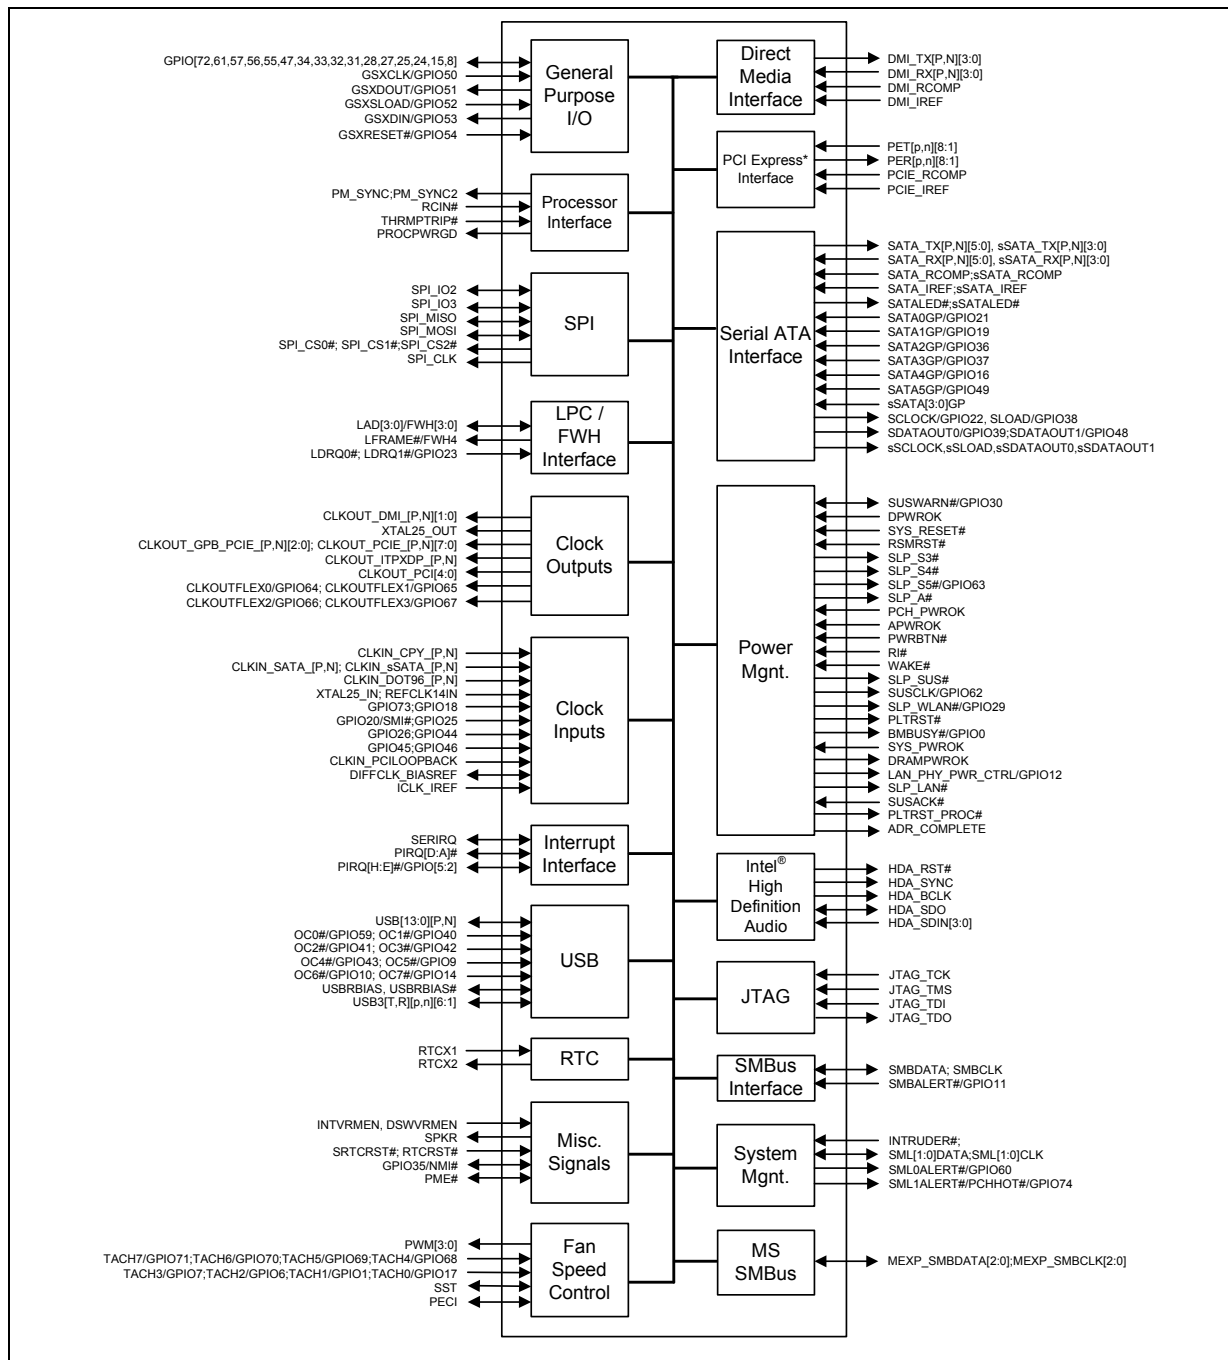 GPIO[72,61,57,56,55,47,34,33,32,31,28,27,25,24,15,8]
GSXCLK/GPIO50
GSXDOUT/GPIO51
GSXSLOAD/GPIO52
GSXDIN/GPIO53
GSXRESET#/GPIO54
General
Purpose
I/O
PM_SYNC;PM_SYNC2
RCIN#
THRMPTRIP#
PROCPWRGD
Processor
Interface
SPI_IO2
SPI_IO3
SPI_MISO
SPI_MOSI
SPI_CS0#; SPI_CS1#;SPI_CS2#
SPI_CLK
SPI
LAD[3:0]/FWH[3:0]
LFRAME#/FWH4
LDRQ0#; LDRQ1#/GPIO23
LPC /
FWH
Interface
CLKOUT_DMI_[P,N][1:0]
XTAL25_OUT
CLKOUT_GPB_PCIE_[P,N][2:0]; CLKOUT_PCIE_[P,N][7:0]
CLKOUT_ITPXDP_[P,N]
CLKOUT_PCI[4:0]
CLKOUTFLEX0/GPIO64; CLKOUTFLEX1/GPIO65
CLKOUTFLEX2/GPIO66; CLKOUTFLEX3/GPIO67
Clock
Outputs
CLKIN_CPY_[P,N]
CLKIN_SATA_[P,N]; CLKIN_sSATA_[P,N]
CLKIN_DOT96_[P,N]
XTAL25_IN; REFCLK14IN
GPIO73;GPIO18
GPIO20/SMI#;GPIO25
GPIO26;GPIO44
GPIO45;GPIO46
CLKIN_PCILOOPBACK
DIFFCLK_BIASREF
ICLK_IREF
Clock
Inputs
SERIRQ
PIRQ[D:A]#
PIRQ[H:E]#/GPIO[5:2]
Interrupt
Interface
USB[13:0][P,N]
OC0#/GPIO59; OC1#/GPIO40
OC2#/GPIO41; OC3#/GPIO42
OC4#/GPIO43; OC5#/GPIO9
OC6#/GPIO10; OC7#/GPIO14
USBRBIAS, USBRBIAS#
USB3[T,R][p,n][6:1]
USB
RTCX1
RTCX2
RTC
INTVRMEN, DSWVRMEN
SPKR
SRTCRST#; RTCRST#
GPIO35/NMI#
PME#
Misc.
Signals
PWM[3:0]
TACH7/GPIO71;TACH6/GPIO70;TACH5/GPIO69;TACH4/GPIO68
TACH3/GPIO7;TACH2/GPIO6;TACH1/GPIO1;TACH0/GPIO17
SST
PECI
Fan
Speed
Control
Direct
Media
Interface
DMI_TX[P,N][3:0]
DMI_RX[P,N][3:0]
DMI_RCOMP
DMI_IREF
PCI Express*
Interface
PET[p,n][8:1]
PER[p,n][8:1]
PCIE_RCOMP
PCIE_IREF
Serial ATA
Interface
SATA_TX[P,N][5:0], sSATA_TX[P,N][3:0]
SATA_RX[P,N][5:0], sSATA_RX[P,N][3:0]
SATA_RCOMP;sSATA_RCOMP
SATA_IREF;sSATA_IREF
SATALED#;sSATALED#
SATA0GP/GPIO21
SATA1GP/GPIO19
SATA2GP/GPIO36
SATA3GP/GPIO37
SATA4GP/GPIO16
SATA5GP/GPIO49
sSATA[3:0]GP
SCLOCK/GPIO22, SLOAD/GPIO38
SDATAOUT0/GPIO39;SDATAOUT1/GPIO48
sSCLOCK,sSLOAD,sSDATAOUT0,sSDATAOUT1
Power
Mgnt.
SUSWARN#/GPIO30
DPWROK
SYS_RESET#
RSMRST#
SLP_S3#
SLP_S4#
SLP_S5#/GPIO63
SLP_A#
PCH_PWROK
APWROK
PWRBTN#
RI#
WAKE#
SLP_SUS#
SUSCLK/GPIO62
SLP_WLAN#/GPIO29
PLTRST#
BMBUSY#/GPIO0
SYS_PWROK
DRAMPWROK
LAN_PHY_PWR_CTRL/GPIO12
SLP_LAN#
SUSACK#
PLTRST_PROC#
ADR_COMPLETE
Intel®
High
Definition
Audio
HDA_RST#
HDA_SYNC
HDA_BCLK
HDA_SDO
HDA_SDIN[3:0]
JTAG
JTAG_TCK
JTAG_TMS
JTAG_TDI
JTAG_TDO
SMBus
Interface
SMBDATA; SMBCLK
SMBALERT#/GPIO11
System
Mgnt.
INTRUDER#;
SML[1:0]DATA;SML[1:0]CLK
SML0ALERT#/GPIO60
SML1ALERT#/PCHHOT#/GPIO74
MS
SMBus
MEXP_SMBDATA[2:0];MEXP_SMBCLK[2:0]